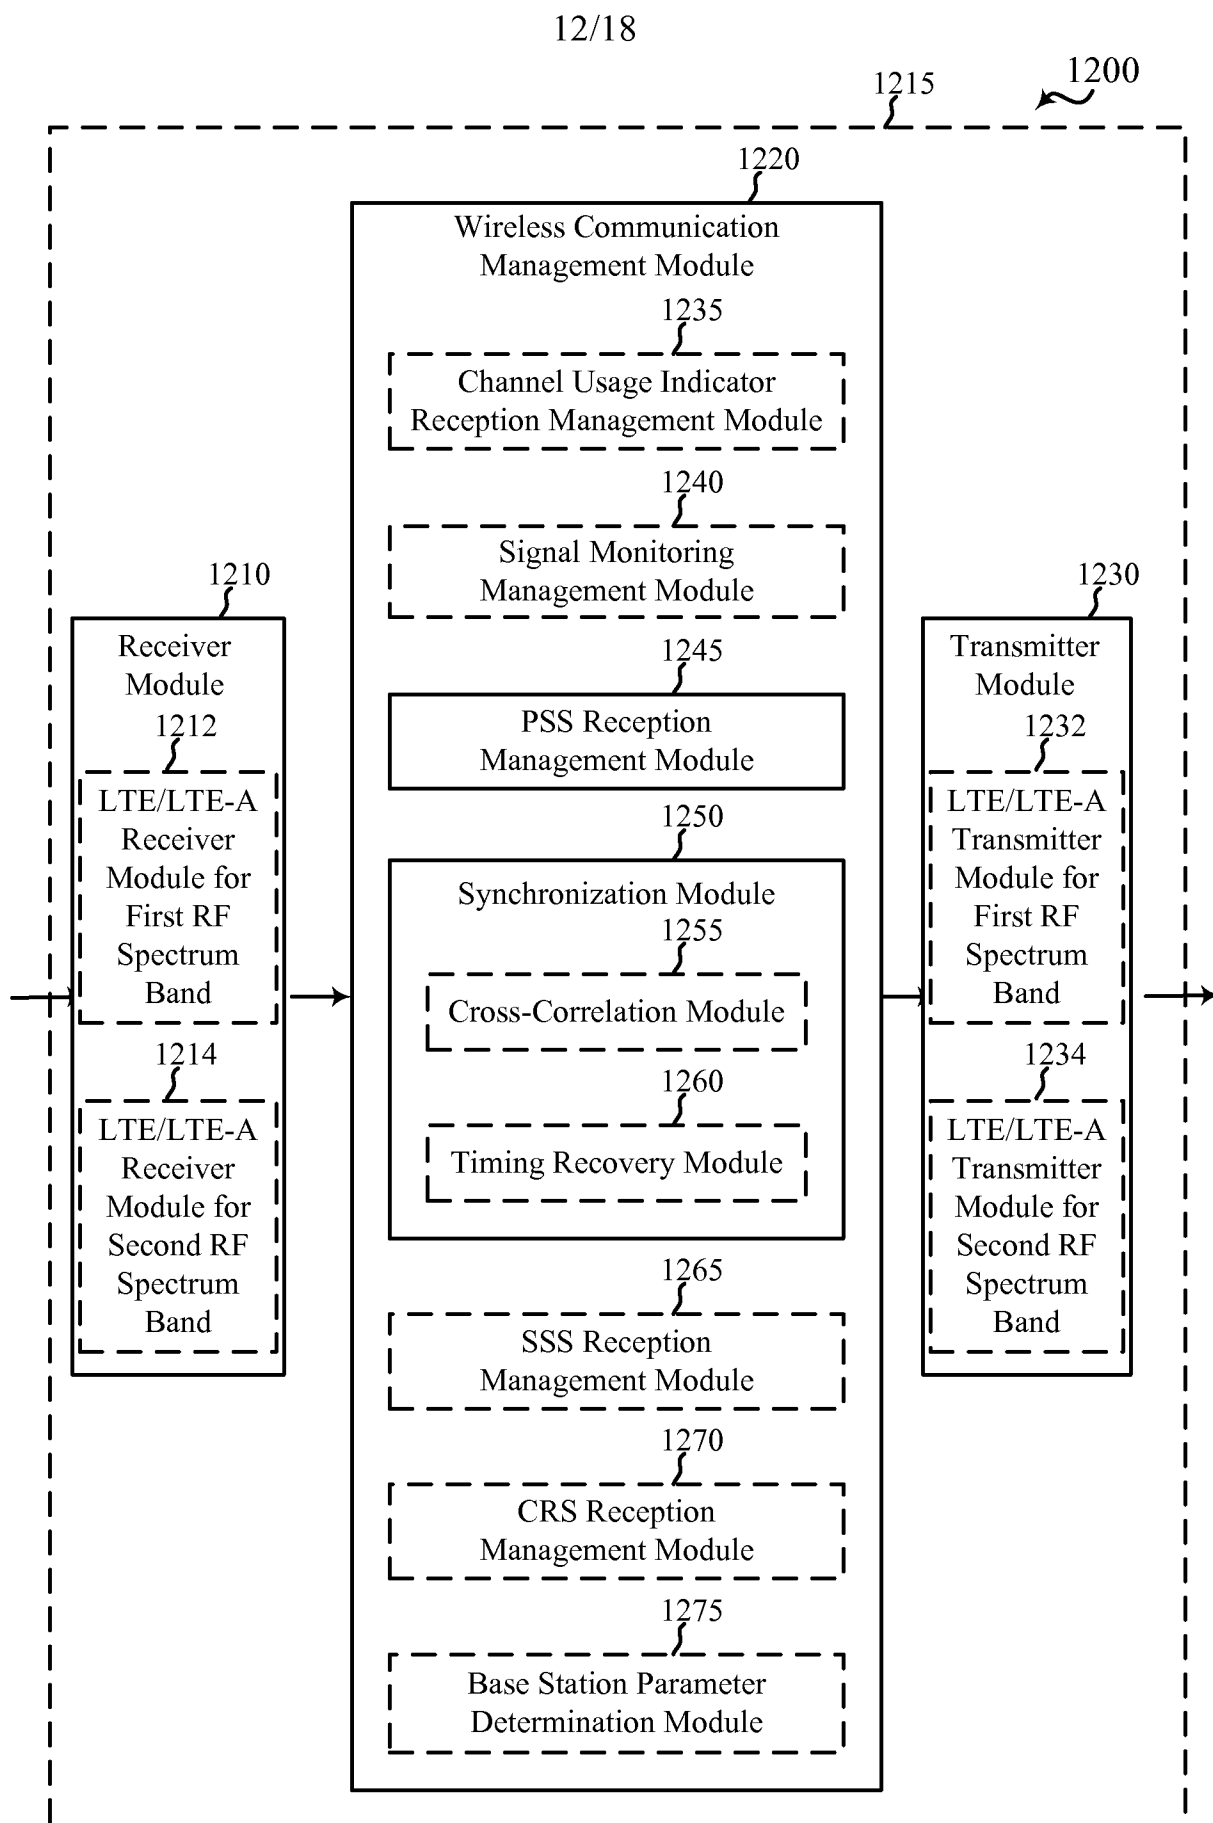 12/18
1200
1215
1220
Wireless Communication
Management Module
1235
Channel Usage Indicator
Reception Management Module
1240
Signal Monitoring
Management Module
1210
Receiver
Module
1212
LTE/LTE-A
Receiver
Module for
First RF
Spectrum
Band
1214
LTE/LTE-A
Receiver
Module for
Second RF
Spectrum
Band
1245
PSS Reception
Management Module
1250
Synchronization Module
1255
Cross-Correlation Module
1260
Timing Recovery Module
1265
SSS Reception
Management Module
1270
CRS Reception
Management Module
1275
Base Station Parameter
Determination Module
1230
Transmitter
Module
1232
LTE/LTE-A
Transmitter
Module for
First RF
Spectrum
Band
1234
LTE/LTE-A
Transmitter
Module for
Second RF
Spectrum
Band